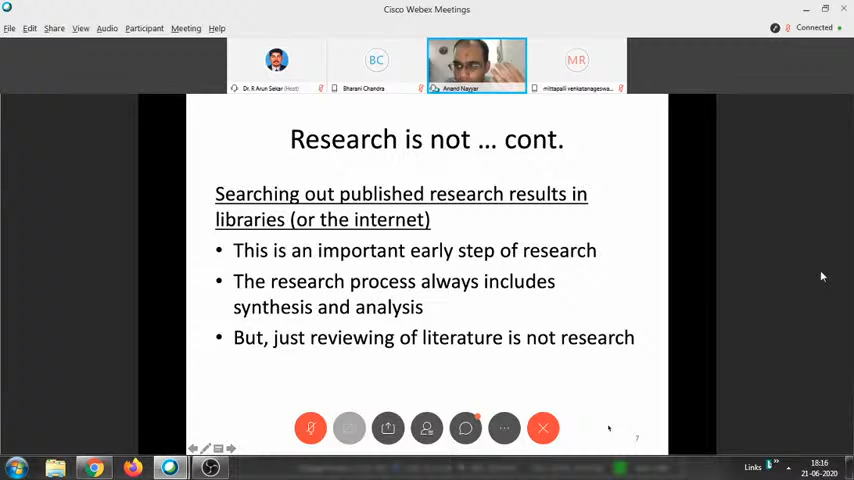 Cisco Webex Meetings
File Edit Share View Audio Participant Meeting Help
Connected
BC
MR
Dr. R Arun Sekar (Host)
Bharani Chandra
Anand Nayyar
mittapalli venkatanageswa...
Research is not ... cont.
Searching out published research results in
libraries (or the internet)
• This is an important early step of research
• The research process always includes
synthesis and analysis
• But, just reviewing of literature is not research
7
Links
18:16
21-06-2020